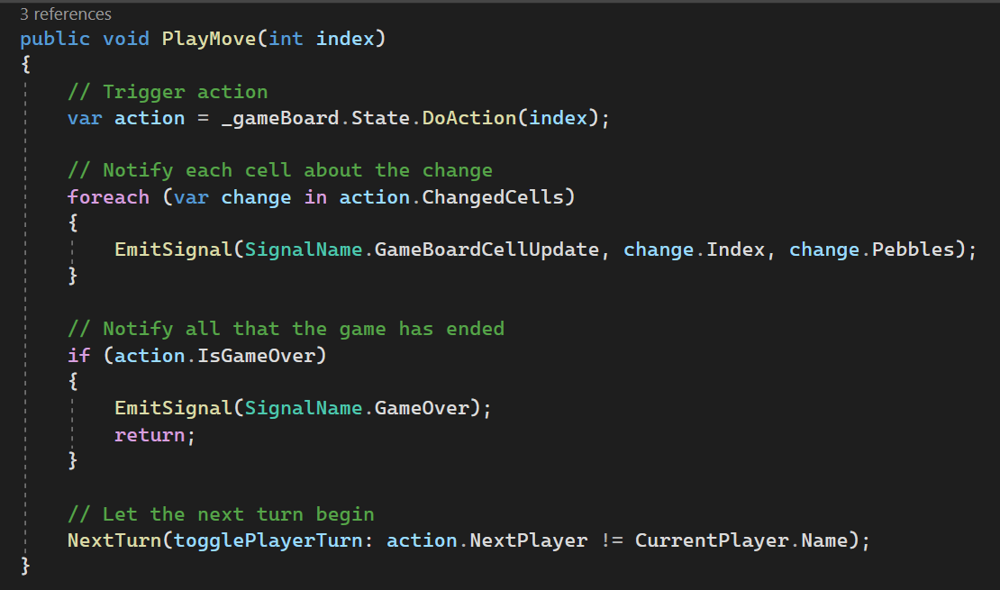 3 references
public void PlayMove(int index)
{
// Trigger action
var action = _gameBoard.State.DoAction(index);
// Notify each cell about the change
foreach (var change in action.ChangedCells)
{
EmitSignal(SignalName.GameBoardCellUpdate, change.Index, change.Pebbles);
}
// Notify all that the game has ended
if (action.IsGameOver)
{
EmitSignal(SignalName.GameOver);
return;
}
// Let the next turn begin
NextTurn(togglePlayerTurn: action.NextPlayer != CurrentPlayer.Name);
}